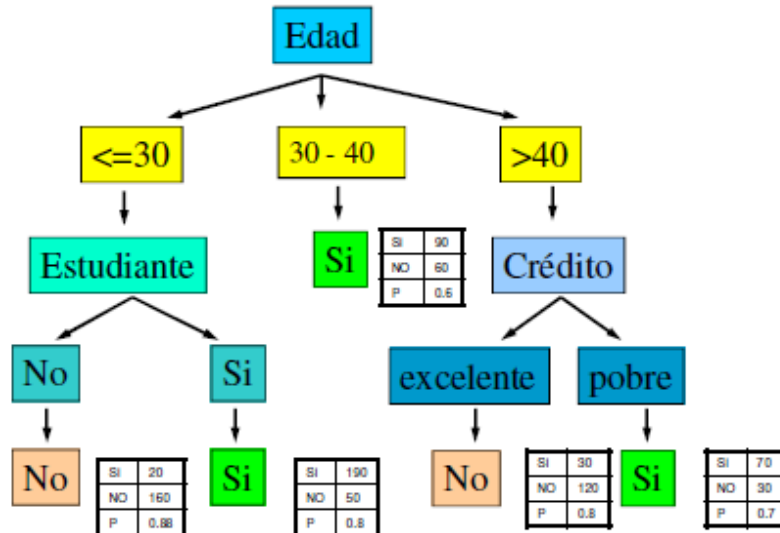 Edad
<=30
30 - 40
>40
Estudiante
Si
Si 90
NO 60
P 0.6
Crédito
No
Si
excelente
pobre
No
Si 20
NO 160
P 0.88
Si
Si 190
NO 50
P 0.8
No
Si 30
NO 120
P 0.8
Si
Si 70
NO 30
P 0.7